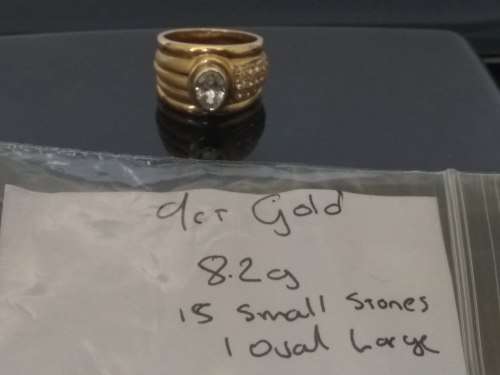 9ct Gold
8.2g
15 Small Stones
1 Oval Large